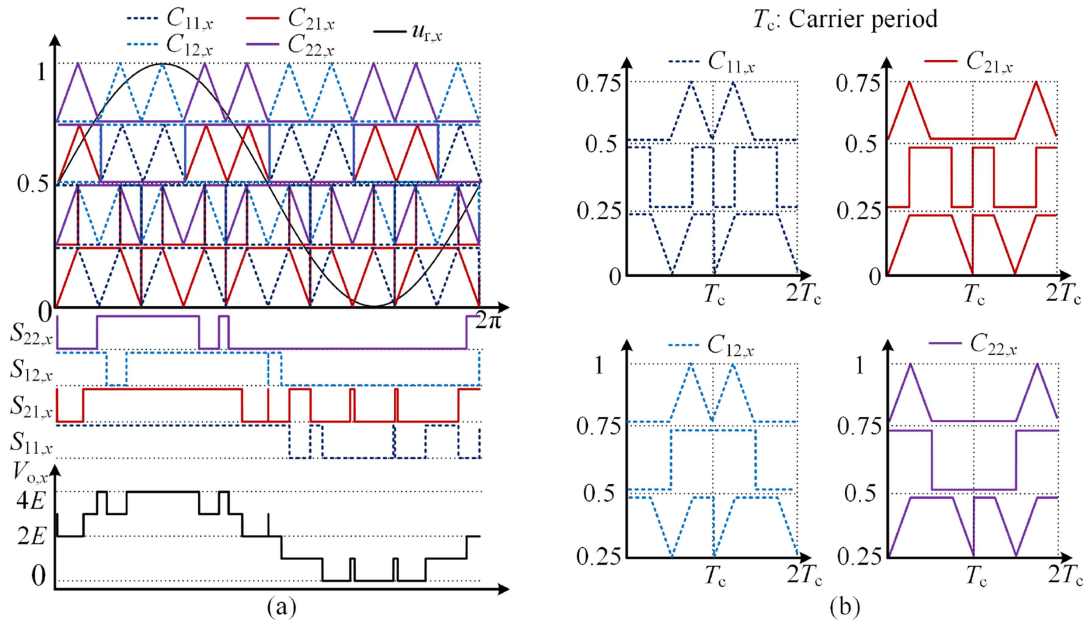 C11,x C21,x ur,x
C12,x C22,x
1
0.5
0
2π
S22,x
S12,x
S21,x
S11,x
Vo,x
4E
2E
0
(a)
Tc: Carrier period
C11,x
0.75
0.5
0.25
0
Tc 2Tc
C21,x
0.75
0.5
0.25
0
Tc 2Tc
C12,x
1
0.75
0.5
0.25
Tc 2Tc
C22,x
1
0.75
0.5
0.25
Tc 2Tc
(b)